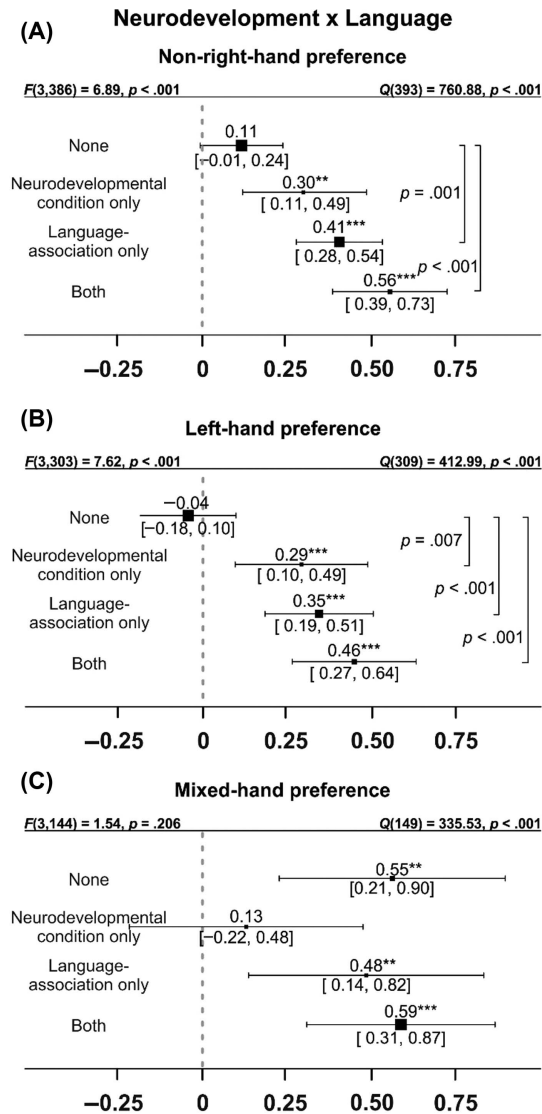 Neurodevelopment x Language
(A)
Non-right-hand preference
F(3,386) = 6.89, p < .001 Q(393) = 760.88, p < .001
None
0.11
[−0.01, 0.24]
Neurodevelopmental
condition only
0.30**
[ 0.11, 0.49]
Language-
association only
0.41***
[ 0.28, 0.54]
Both
0.56***
[ 0.39, 0.73]
p = .001
p < .001
−0.25 0 0.25 0.50 0.75
(B)
Left-hand preference
F(3,303) = 7.62, p < .001 Q(309) = 412.99, p < .001
None
−0.04
[−0.18, 0.10]
Neurodevelopmental
condition only
0.29***
[ 0.10, 0.49]
Language-
association only
0.35***
[ 0.19, 0.51]
Both
0.46***
[ 0.27, 0.64]
p = .007
p < .001
p < .001
−0.25 0 0.25 0.50 0.75
(C)
Mixed-hand preference
F(3,144) = 1.54, p = .206 Q(149) = 335.53, p < .001
None
0.55**
[0.21, 0.90]
Neurodevelopmental
condition only
0.13
[−0.22, 0.48]
Language-
association only
0.48**
[ 0.14, 0.82]
Both
0.59***
[ 0.31, 0.87]
−0.25 0 0.25 0.50 0.75